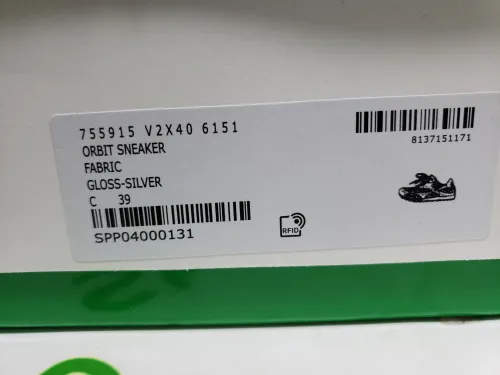 755915 V2X40 6151
ORBIT SNEAKER
FABRIC
GLOSS-SILVER
C 39
SPP04000131
8137151171
RFID